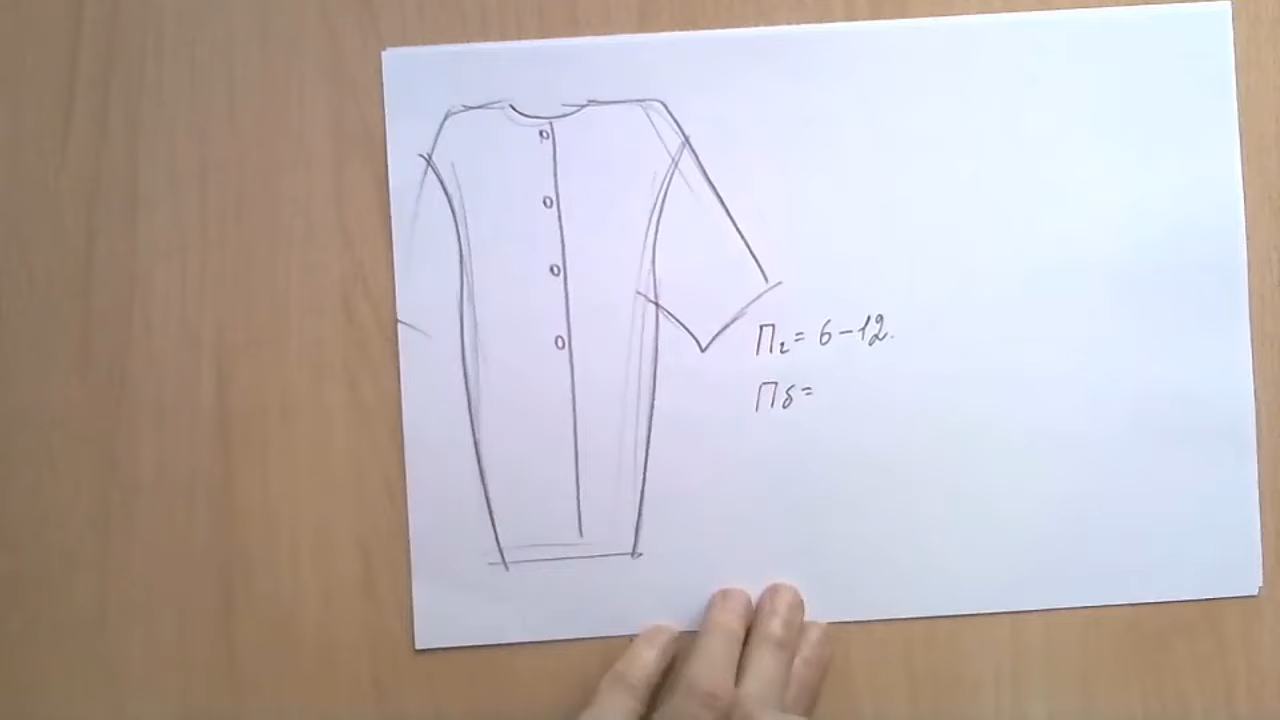 Пг = 6-12.
Пб =